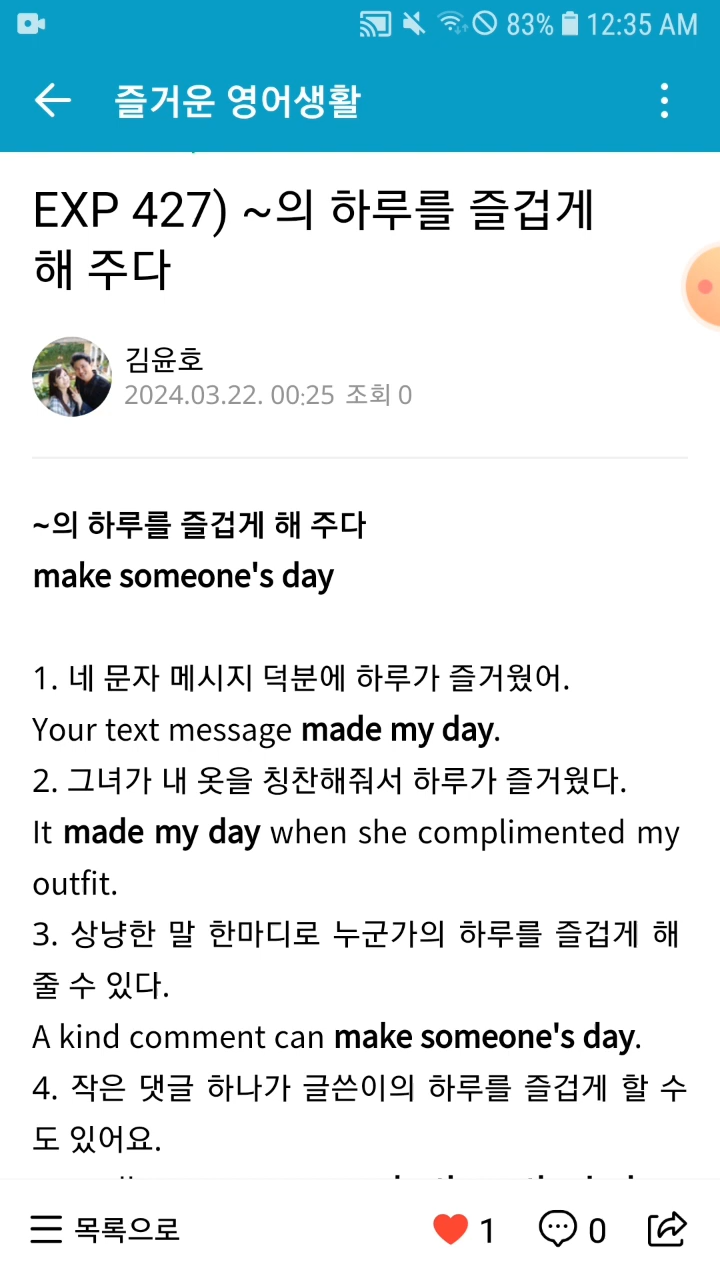 83% 12:35 AM
즐거운 영어생활
EXP 427) ~의 하루를 즐겁게
해 주다
김윤호
2024.03.22. 00:25 조회 0
~의 하루를 즐겁게 해 주다
make someone's day
1. 네 문자 메시지 덕분에 하루가 즐거웠어.
Your text message made my day.
2. 그녀가 내 옷을 칭찬해줘서 하루가 즐거웠다.
It made my day when she complimented my
outfit.
3. 상냥한 말 한마디로 누군가의 하루를 즐겁게 해
줄 수 있다.
A kind comment can make someone's day.
4. 작은 댓글 하나가 글쓴이의 하루를 즐겁게 할 수
도 있어요.
목록으로 1 0